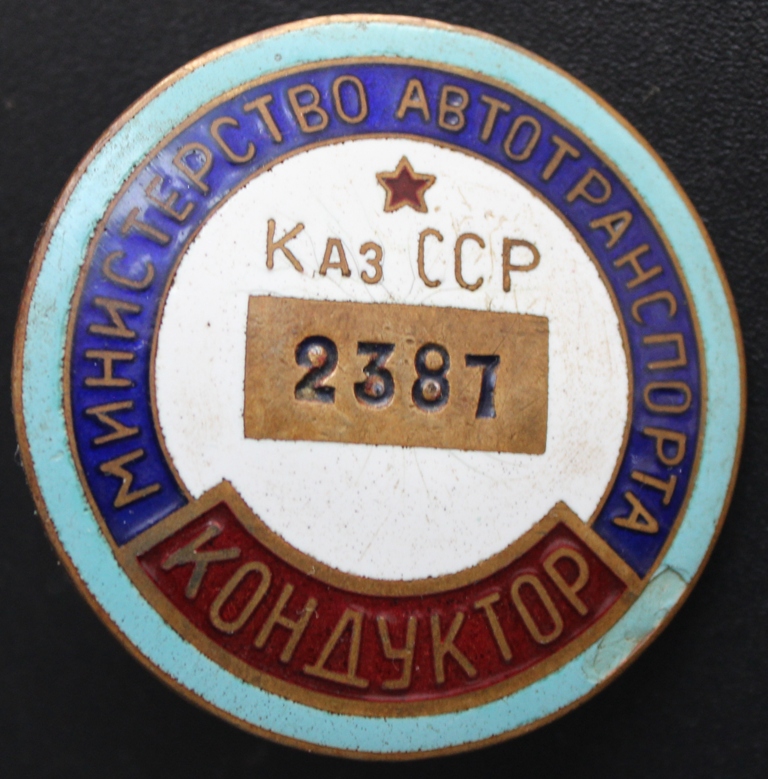 МИНИСТЕРСТВО АВТОТРАНСПОРТА
КАЗ ССР
2387
КОНДУКТОР